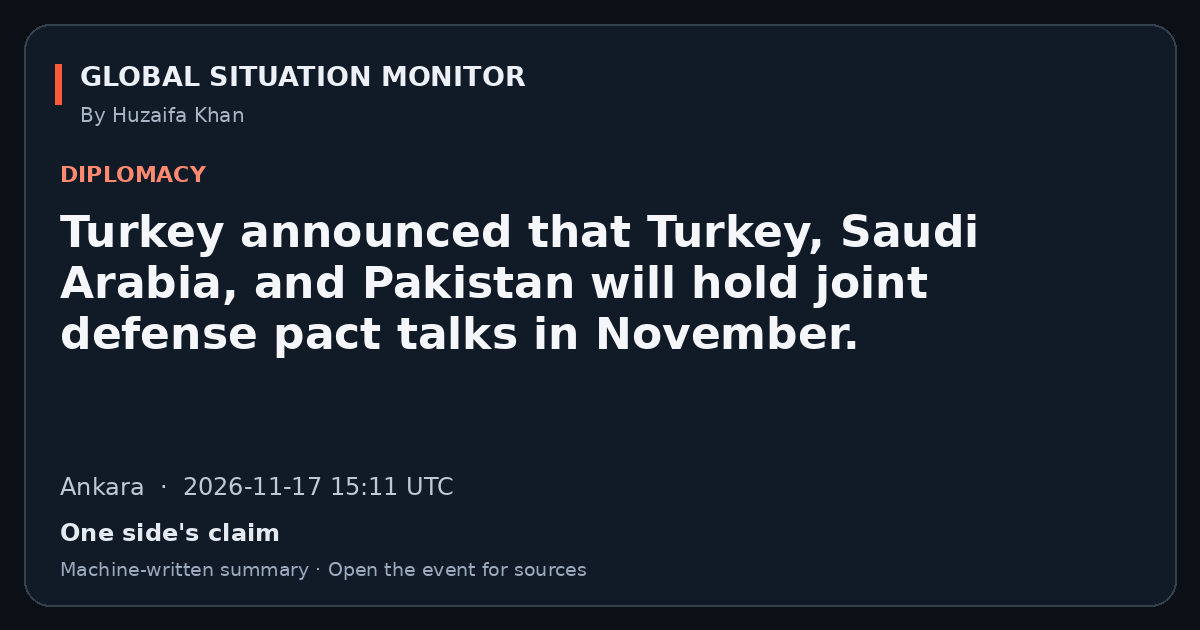 GLOBAL SITUATION MONITOR
By Huzaifa Khan
DIPLOMACY
Turkey announced that Turkey, Saudi
Arabia, and Pakistan will hold joint
defense pact talks in November.
Ankara · 2026-11-17 15:11 UTC
One side's claim
Machine-written summary · Open the event for sources